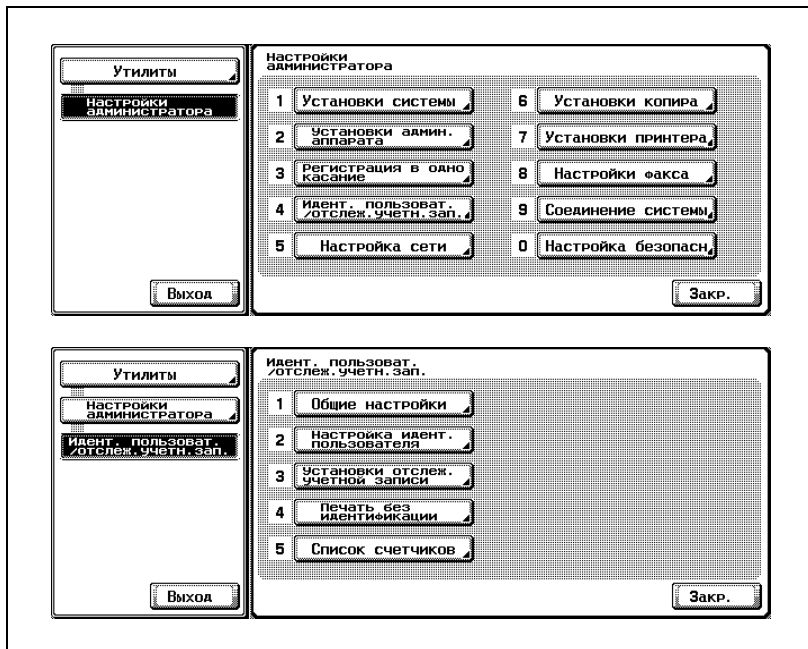 Утилиты
Настройки
администратора
Выход
Настройки
администратора
1 Установки системы
2 Установки админ.
аппарата
3 Регистрация в одно
касание
4 Идент. пользоват.
/отслеж.учетн.зап.
5 Настройка сети
6 Установки копира
7 Установки принтера
8 Настройки факса
9 Соединение системы
0 Настройка безопасн
Закр.
Утилиты
Настройки
администратора
Идент. пользоват.
/отслеж.учетн.зап.
Выход
Идент. пользоват.
/отслеж.учетн.зап.
1 Общие настройки
2 Настройка идент.
пользователя
3 Установки отслеж.
учетной записи
4 Печать без
идентификации
5 Список счетчиков
Закр.